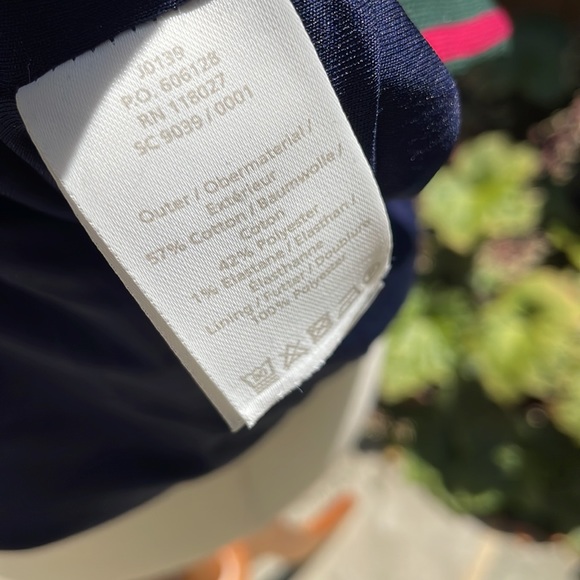 J0139
P.O. 606128
RN 116027
SC 9039 / 0001
Outer / Obermaterial /
Extérieur
57% Cotton / Baumwolle /
Coton
42% Polyester
1% Elastane / Elasthan /
Elasthanne
Lining / Futter / Doublure
100% Polyester